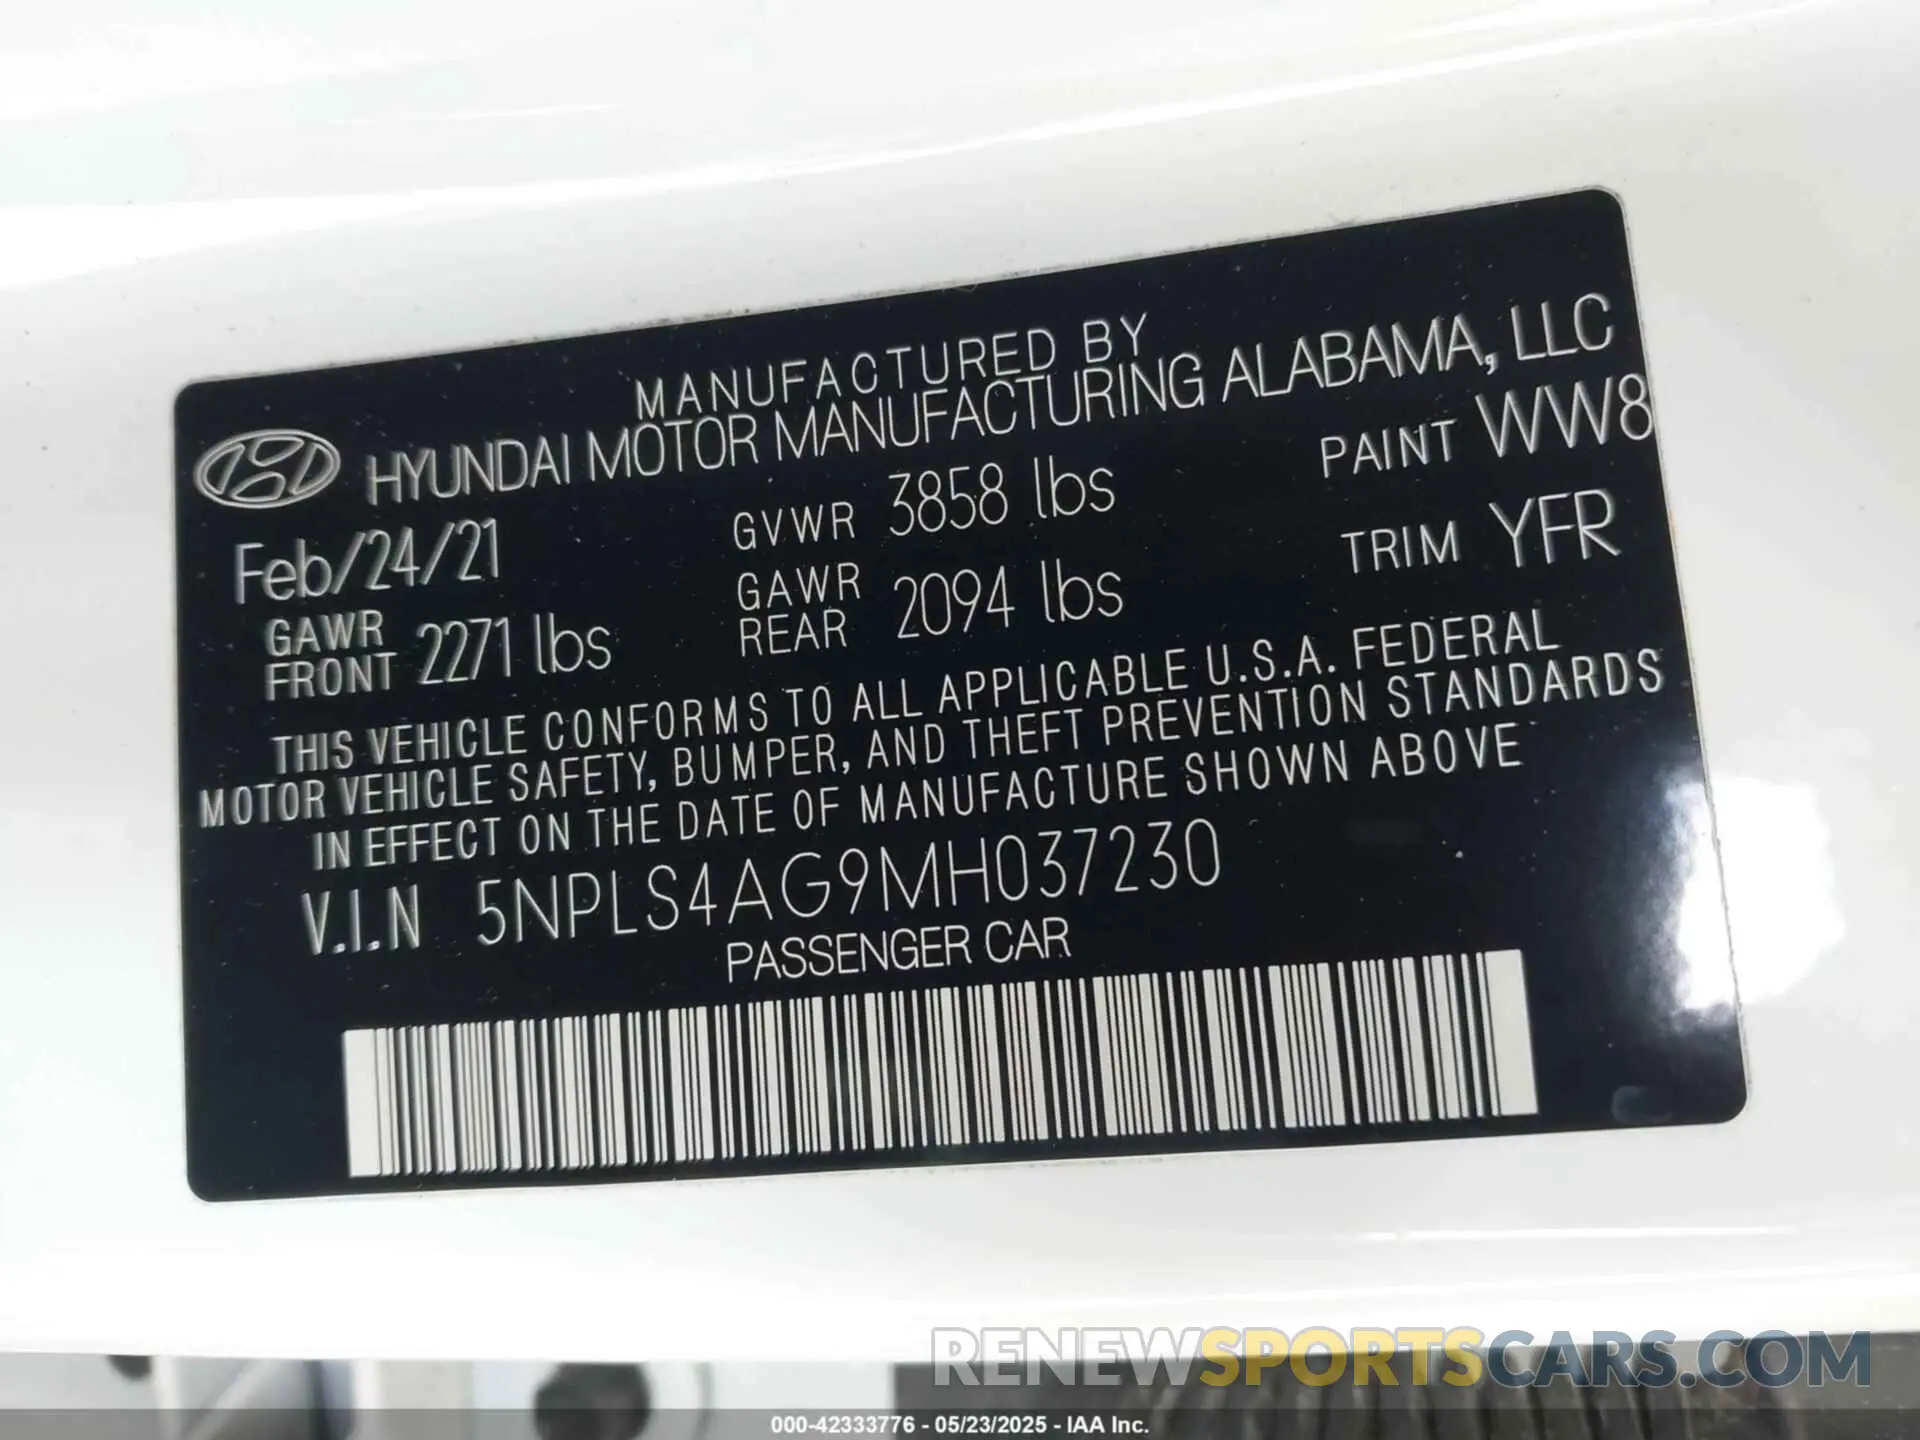 MANUFACTURED BY
HYUNDAI MOTOR MANUFACTURING ALABAMA, LLC
Feb/24/21 GVWR 3858 lbs PAINT WW8
GAWR FRONT 2271 lbs GAWR REAR 2094 lbs TRIM YFR
THIS VEHICLE CONFORMS TO ALL APPLICABLE U.S.A. FEDERAL
MOTOR VEHICLE SAFETY, BUMPER, AND THEFT PREVENTION STANDARDS
IN EFFECT ON THE DATE OF MANUFACTURE SHOWN ABOVE
V.I.N 5NPLS4AG9MH037230
PASSENGER CAR
RENEWSPORTSCARS.COM
000-42333776 - 05/23/2025 - IAA Inc.